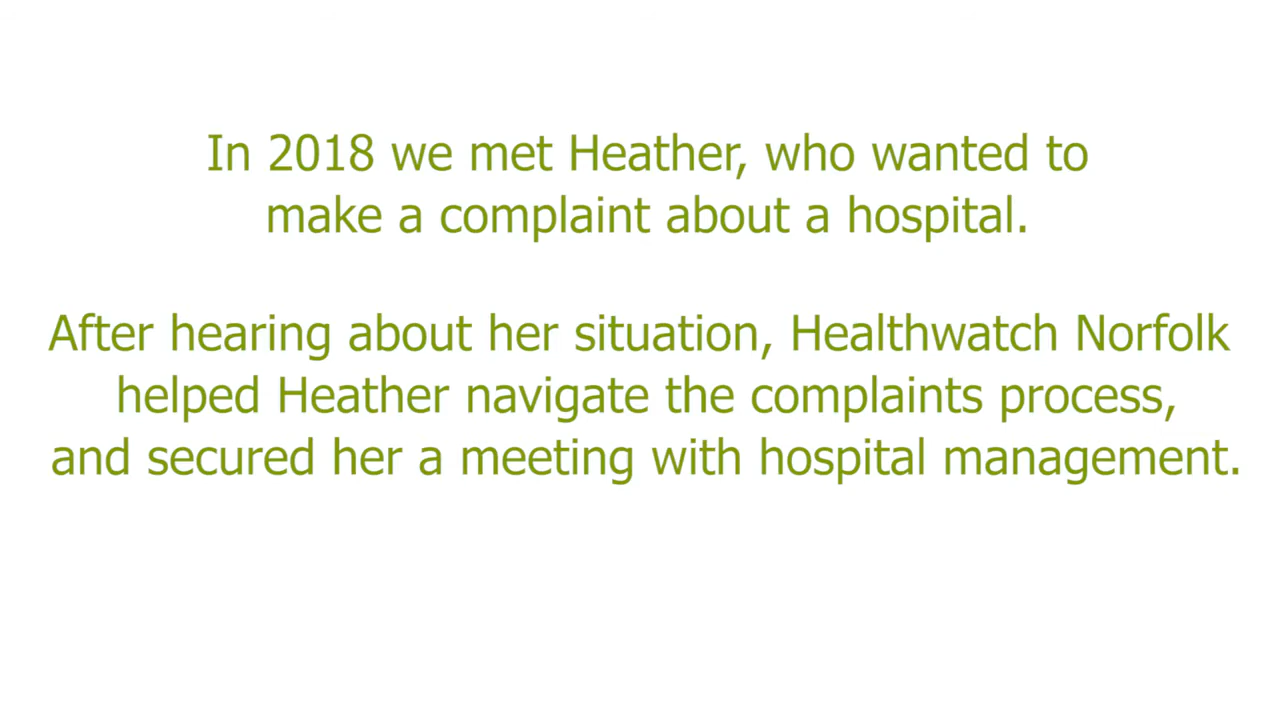 In 2018 we met Heather, who wanted to
make a complaint about a hospital.
After hearing about her situation, Healthwatch Norfolk
helped Heather navigate the complaints process,
and secured her a meeting with hospital management.